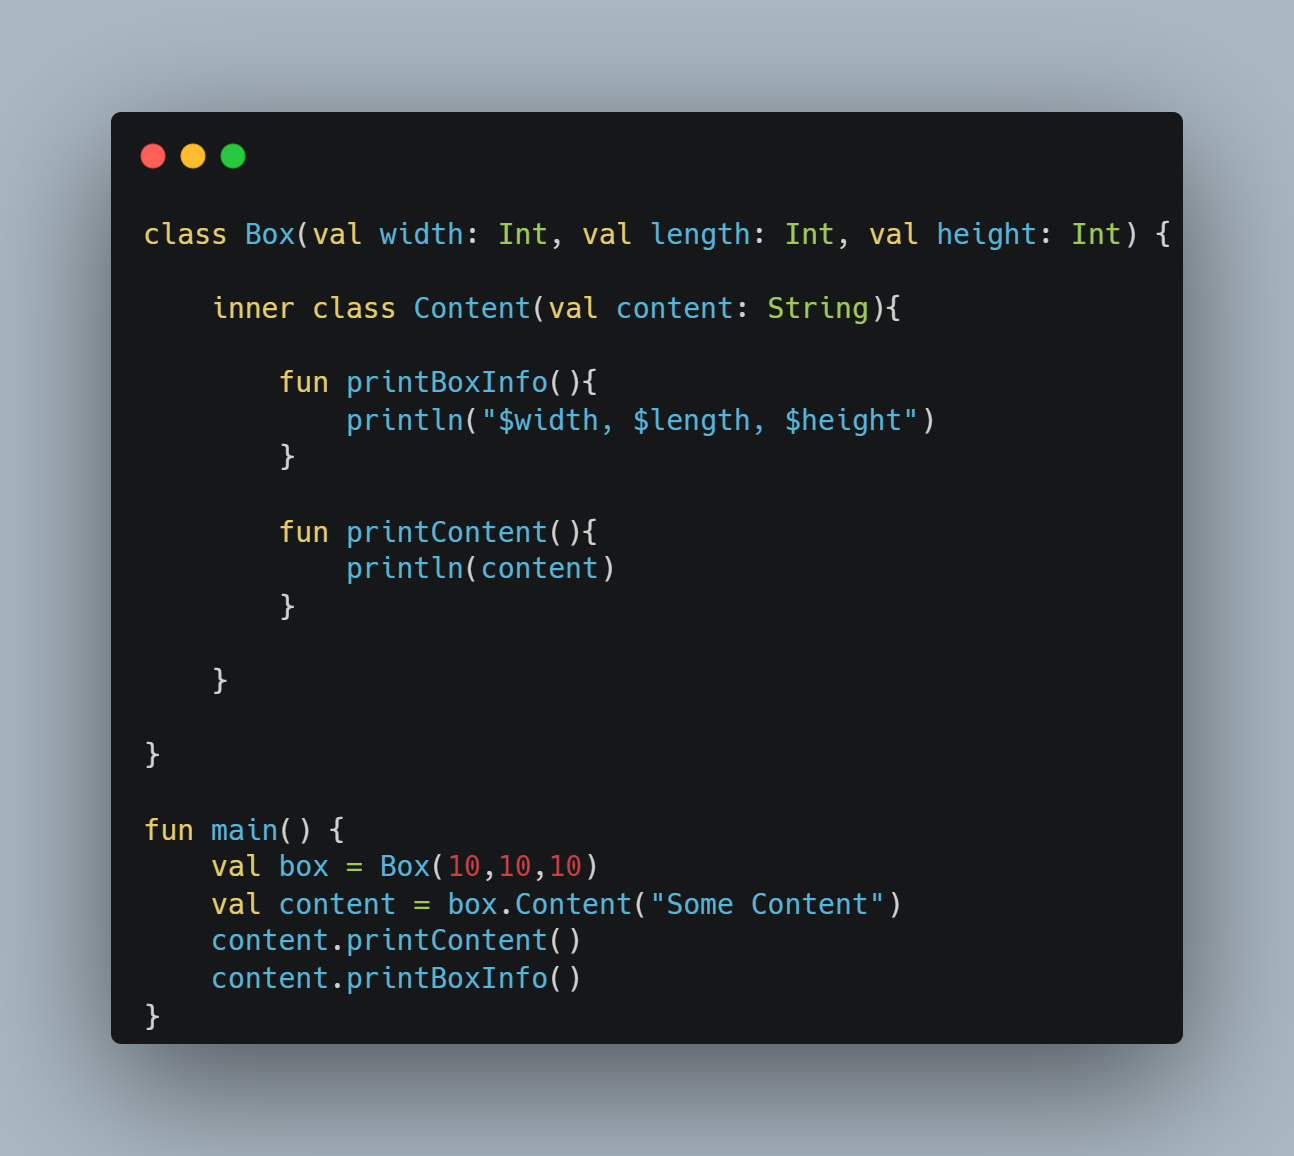 class Box(val width: Int, val length: Int, val height: Int) {
    inner class Content(val content: String){
        fun printBoxInfo(){
            println("$width, $length, $height")
        }
        fun printContent(){
            println(content)
        }
    }
}
fun main() {
    val box = Box(10,10,10)
    val content = box.Content("Some Content")
    content.printContent()
    content.printBoxInfo()
}